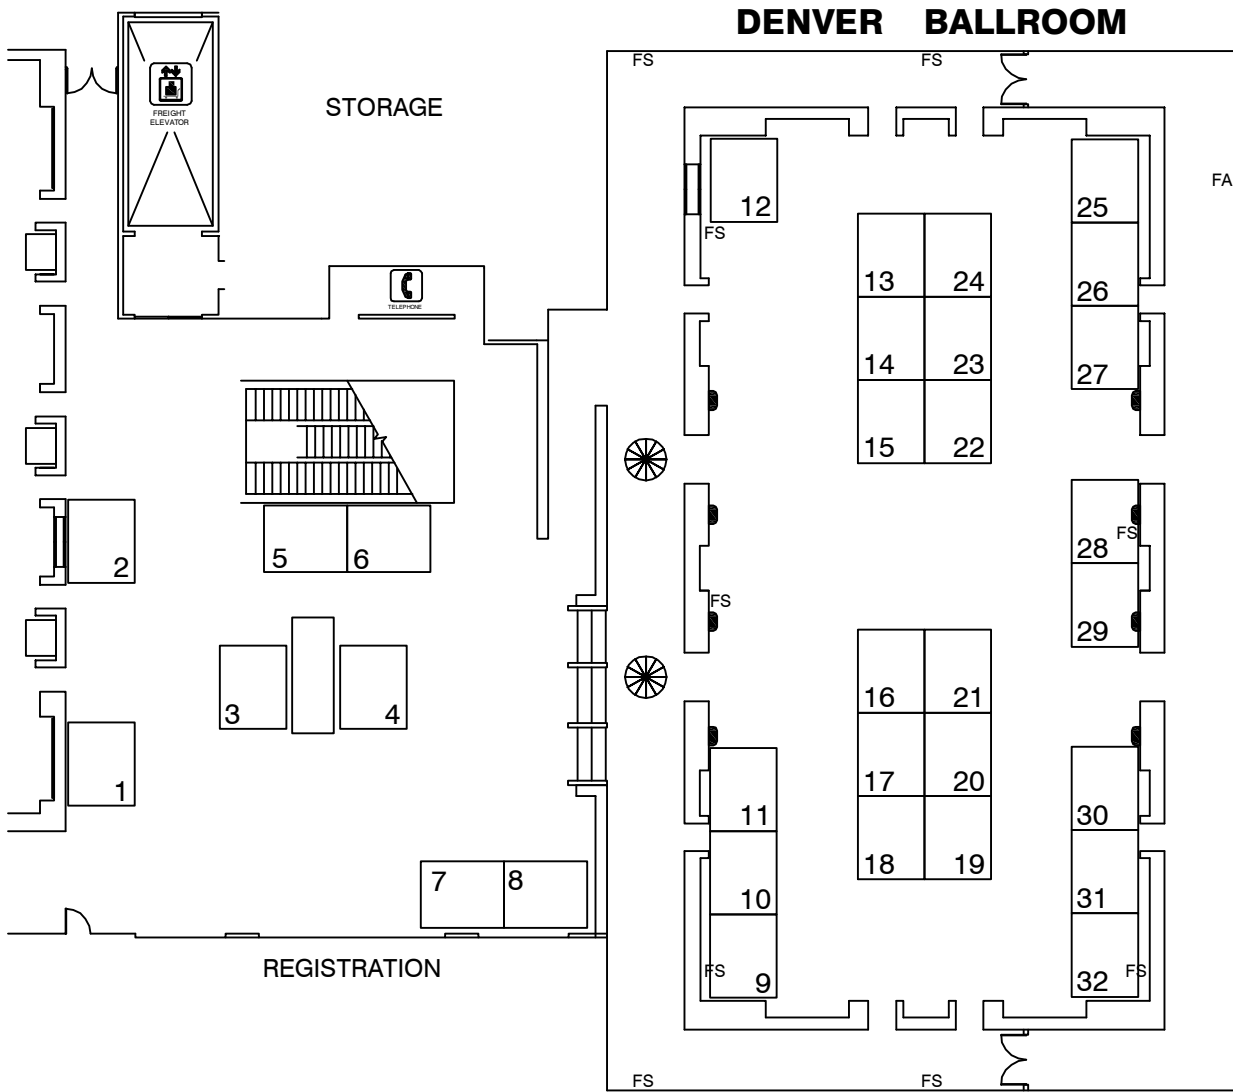 DENVER BALLROOM
FS
FS
STORAGE
FREIGHT
ELEVATOR
FA
12
25
FS
TELEPHONE
13
24
26
14
23
27
15
22
5
6
2
28
FS
FS
29
3
4
16
21
1
17
20
11
30
7
8
18
19
10
31
REGISTRATION
FS
9
32
FS
FS
FS